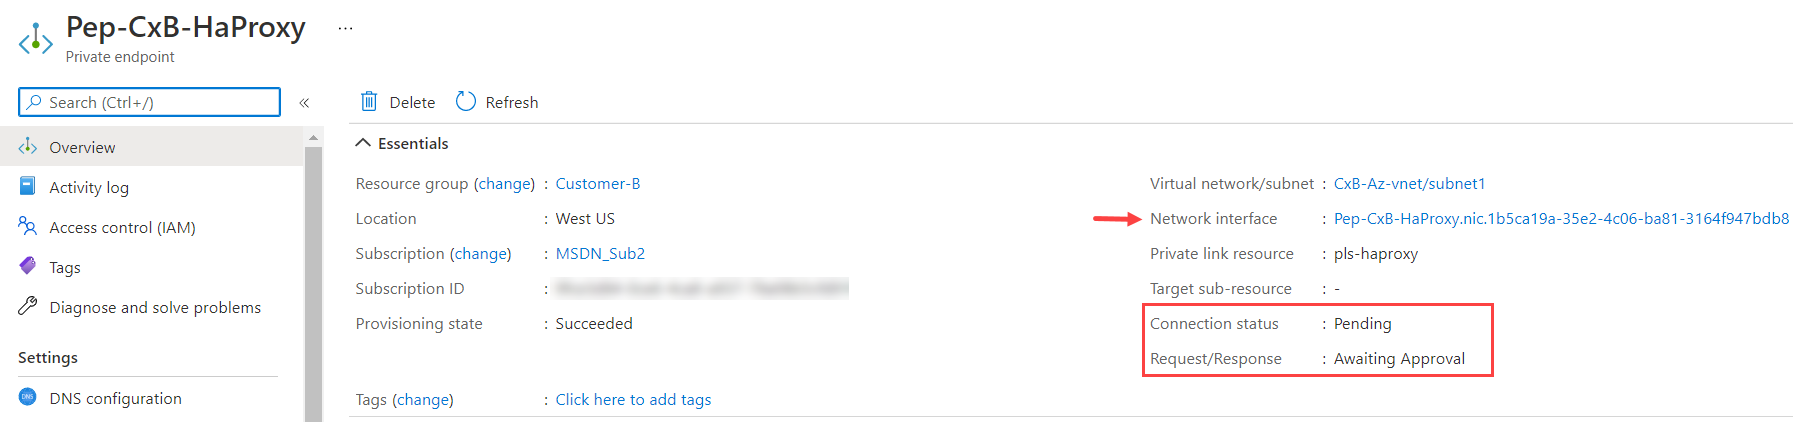 Pep-CxB-HaProxy ...
Private endpoint
Search (Ctrl+/) «
Delete Refresh
Overview
Activity log
Access control (IAM)
Tags
Diagnose and solve problems
Settings
DNS DNS configuration
Essentials
Resource group (change) : Customer-B
Location : West US
Subscription (change) : MSDN_Sub2
Subscription ID :
Provisioning state : Succeeded
Virtual network/subnet : CxB-Az-vnet/subnet1
Network interface : Pep-CxB-HaProxy.nic.1b5ca19a-35e2-4c06-ba81-3164f947bdb8
Private link resource : pls-haproxy
Target sub-resource : -
Connection status : Pending
Request/Response : Awaiting Approval
Tags (change) : Click here to add tags